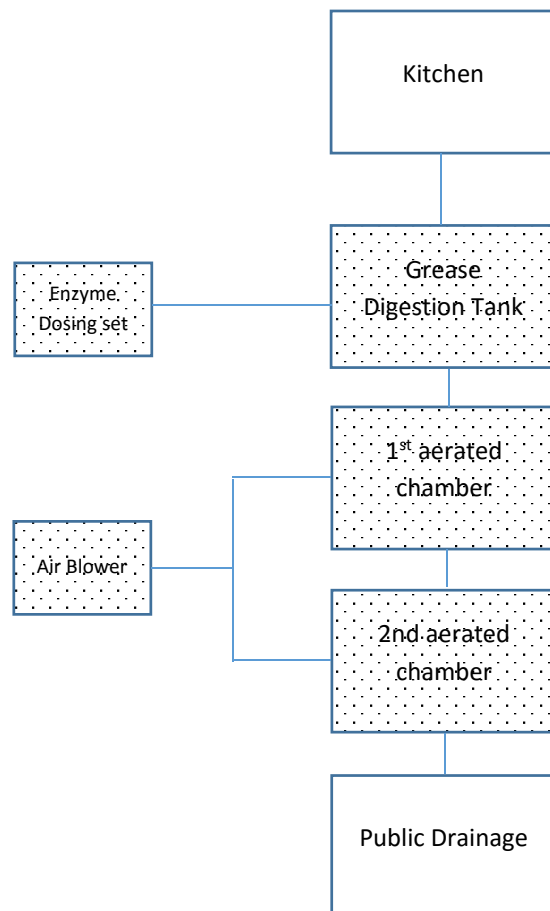 Kitchen
Grease
Digestion Tank
Enzyme
Dosing set
1st aerated
chamber
Air Blower
2nd aerated
chamber
Public Drainage